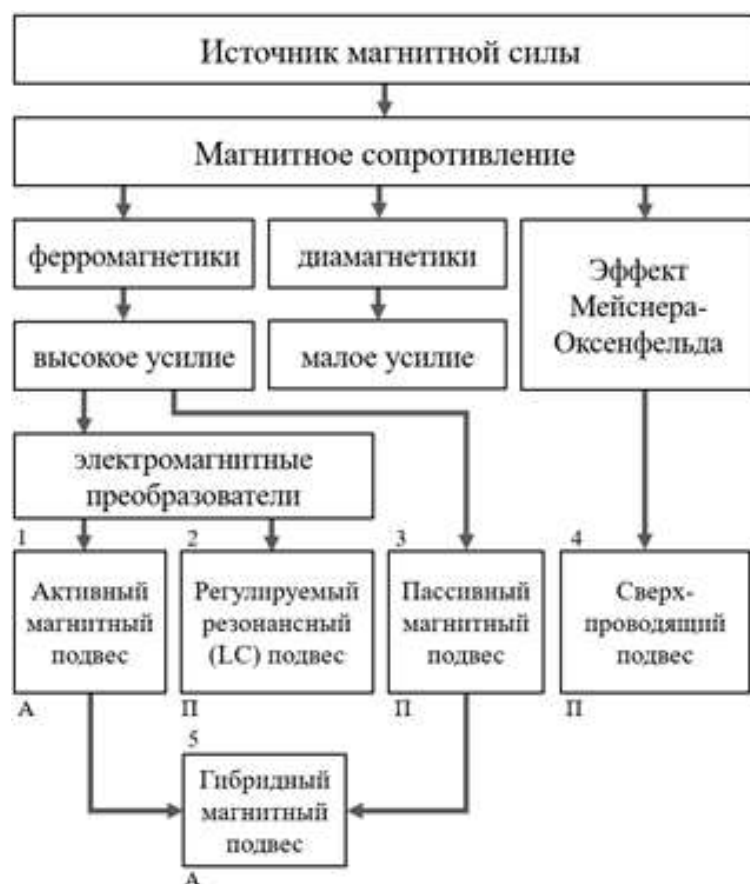 Источник магнитной силы
Магнитное сопротивление
ферромагнетики
диамагнетики
Эффект
Мейснера-
Оксенфельда
высокое усилие
малое усилие
электромагнитные
преобразователи
1
Активный
магнитный
подвес
А
2
Регулируемый
резонансный
(LC) подвес
П
3
Пассивный
магнитный
подвес
П
4
Сверх-
проводящий
подвес
П
5
Гибридный
магнитный
подвес
А